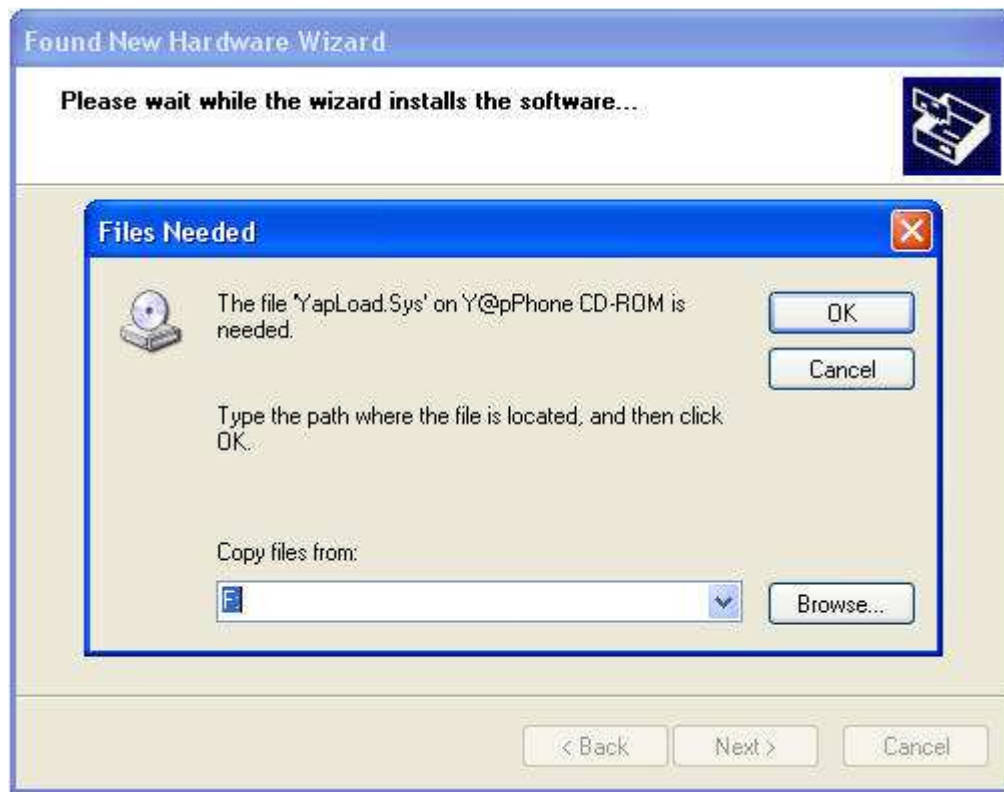 Found New Hardware Wizard
Please wait while the wizard installs the software...
Files Needed
The file 'YapLoad.Sys' on Y@pPhone CD-ROM is
needed.
OK
Cancel
Type the path where the file is located, and then click
OK.
Copy files from:
F:
Browse...
< Back
Next >
Cancel